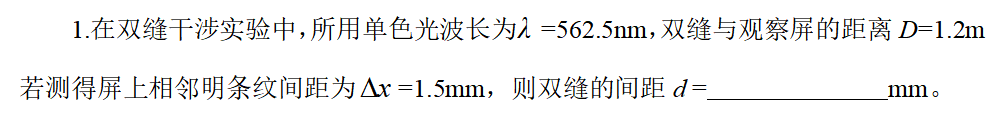 1.在双缝干涉实验中,所用单色光波长为λ =562.5nm,双缝与观察屏的距离 D=1.2m
若测得屏上相邻明条纹间距为 Δx =1.5mm，则双缝的间距 d =_______________mm。